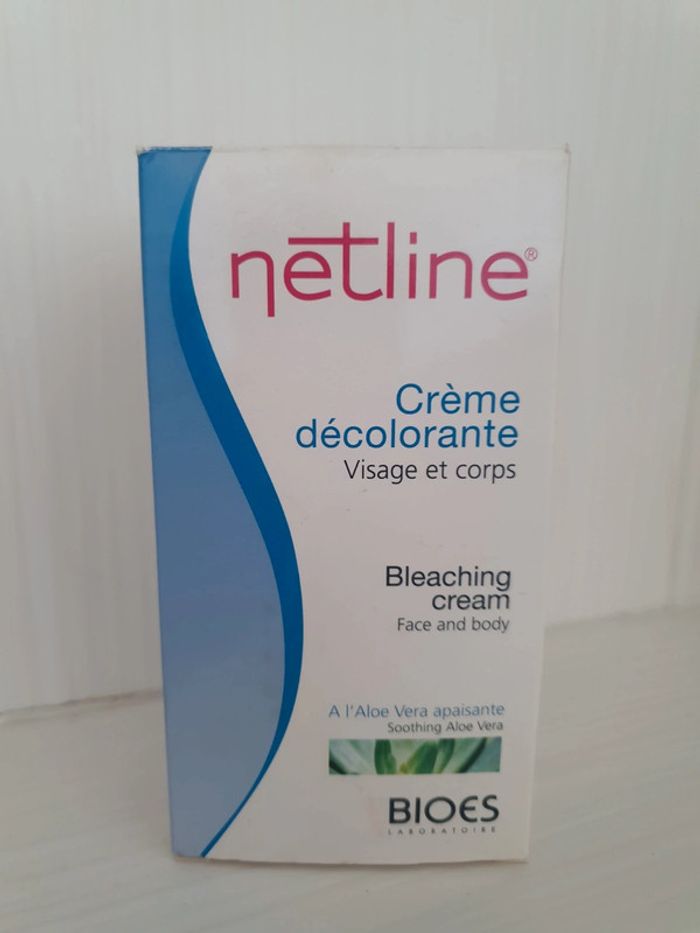 netline®
Crème
décolorante
Visage et corps
Bleaching
cream
Face and body
A l'Aloe Vera apaisante
Soothing Aloe Vera
BIOES
LABORATOIRE